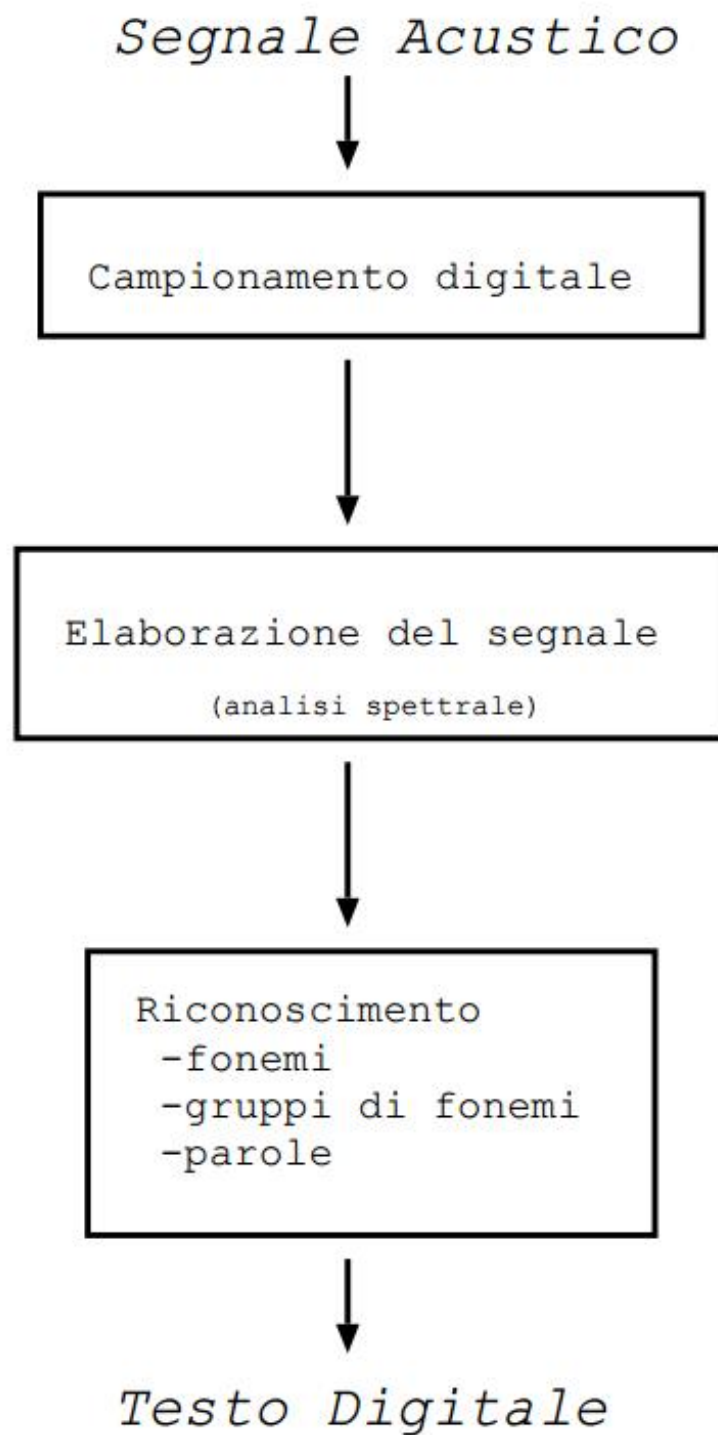 Segnale Acustico
Campionamento digitale
Elaborazione del segnale
(analisi spettrale)
Riconoscimento
-fonemi
-gruppi di fonemi
-parole
Testo Digitale